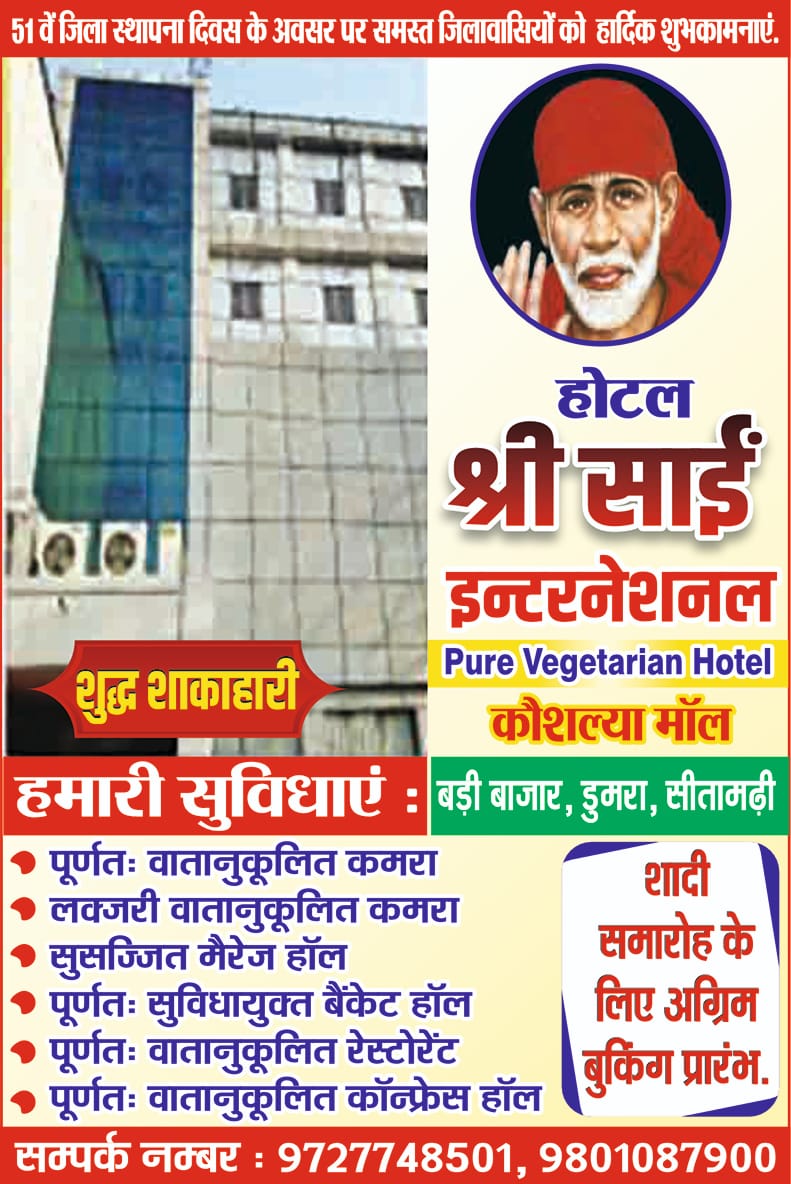 51 वें जिला स्थापना दिवस के अवसर पर समस्त जिलावासियों को हार्दिक शुभकामनाएं.
होटल
श्री साईं
इन्टरनेशनल
Pure Vegetarian Hotel
कौशल्या मॉल
शुद्ध शाकाहारी
हमारी सुविधाएं :
बड़ी बाजार, डुमरा, सीतामढ़ी
पूर्णतः वातानुकूलित कमरा
लक्जरी वातानुकूलित कमरा
सुसज्जित मैरेज हॉल
पूर्णतः सुविधायुक्त बैंकेट हॉल
पूर्णतः वातानुकूलित रेस्टोरेंट
पूर्णतः वातानुकूलित कॉन्फ्रेस हॉल
शादी
समारोह के
लिए अग्रिम
बुकिंग प्रारंभ.
सम्पर्क नम्बर : 9727748501, 9801087900